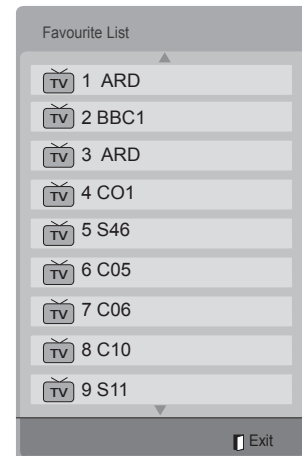 Favourite List
TV 1 ARD
TV 2 BBC1
TV 3 ARD
TV 4 CO1
TV 5 S46
TV 6 C05
TV 7 C06
TV 8 C10
TV 9 S11
Exit